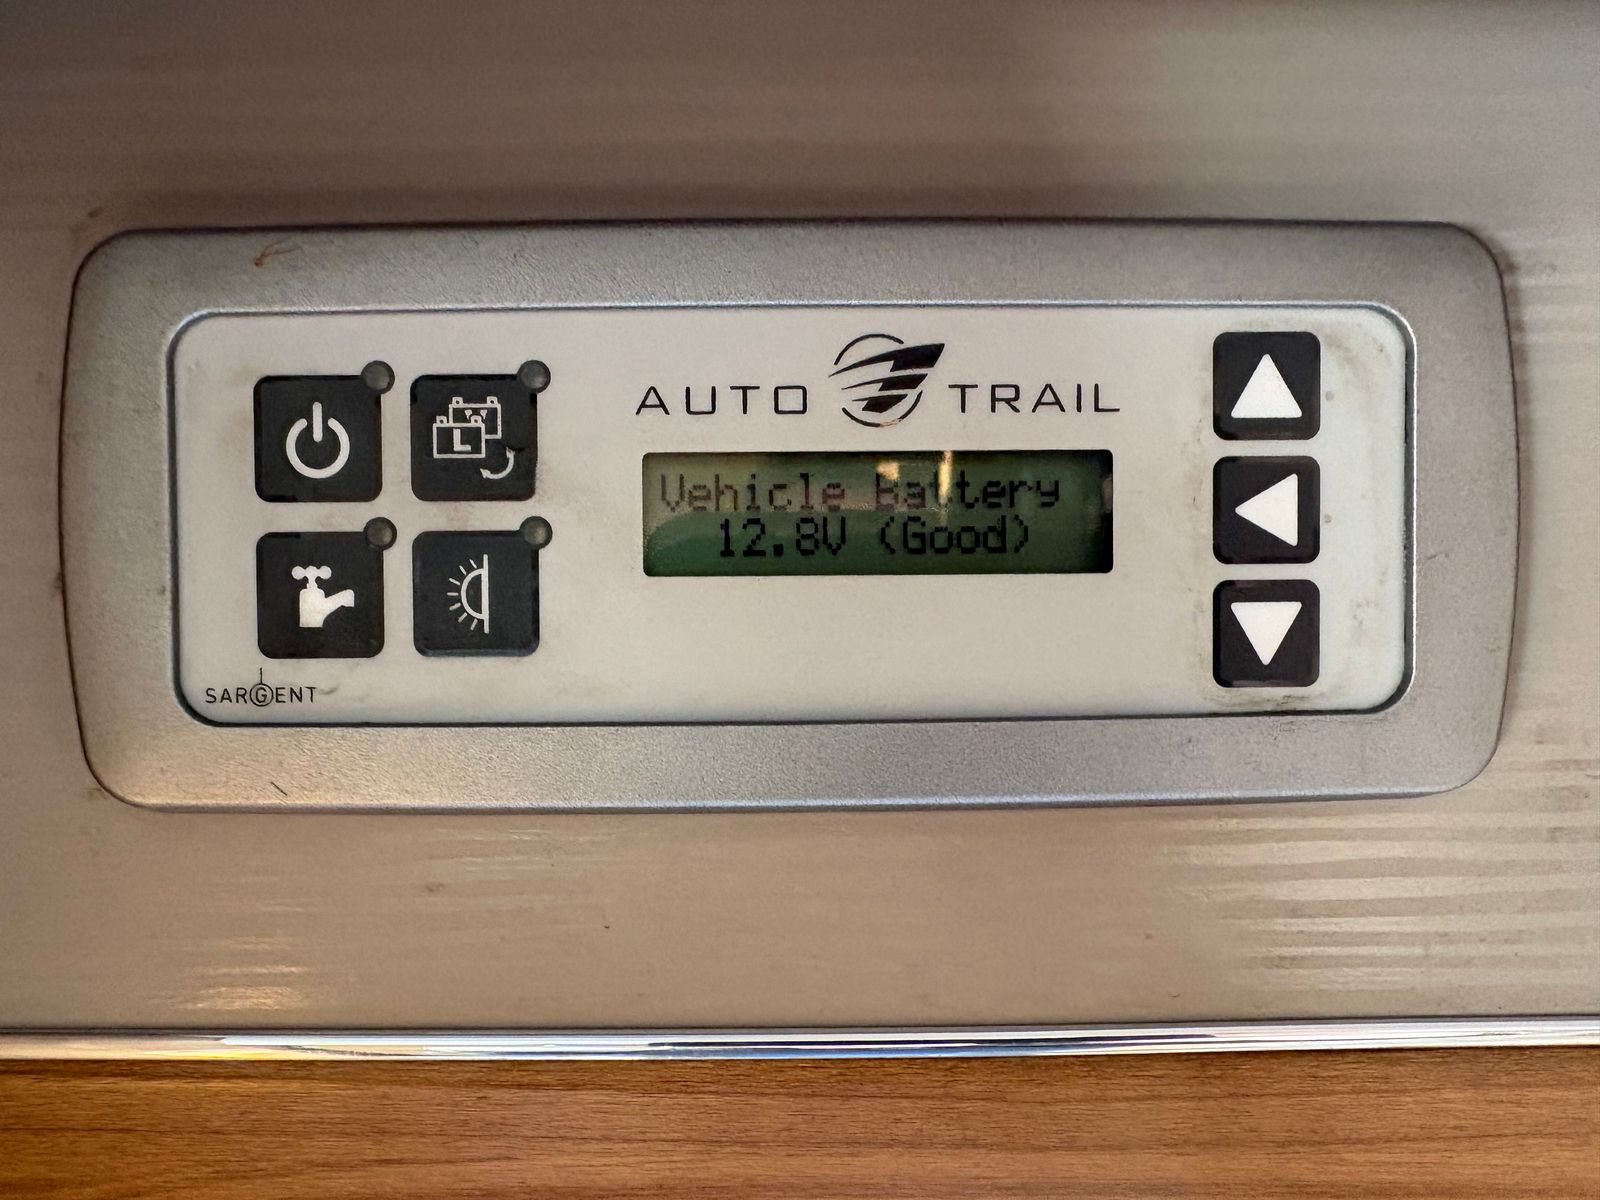 AUTO TRAIL
Vehicle Battery
12.8V (Good)
L V
SARGENT